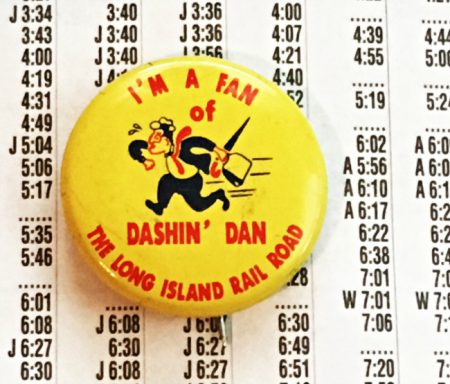 I'M A FAN
of
DASHIN' DAN
THE LONG ISLAND RAIL ROAD
J 3:34 3:40 J 3:36 4:00
3:43 J 3:40 J 3:36 4:07 4:39
4:00 J 3:40 J 3:56 4:21 4:55
4:19 4:40
4:31 5:19
4:49
J 5:04 6:02
5:06 A 5:56
5:17 A 6:10
A 6:17
5:35 6:22
5:46 6:38
7:01
6:01 W 7:01
6:08 J 6:08 6:30 7:06
J 6:27 6:30 J 6:27 6:49
6:30 J 6:08 J 6:27 6:51 7:20